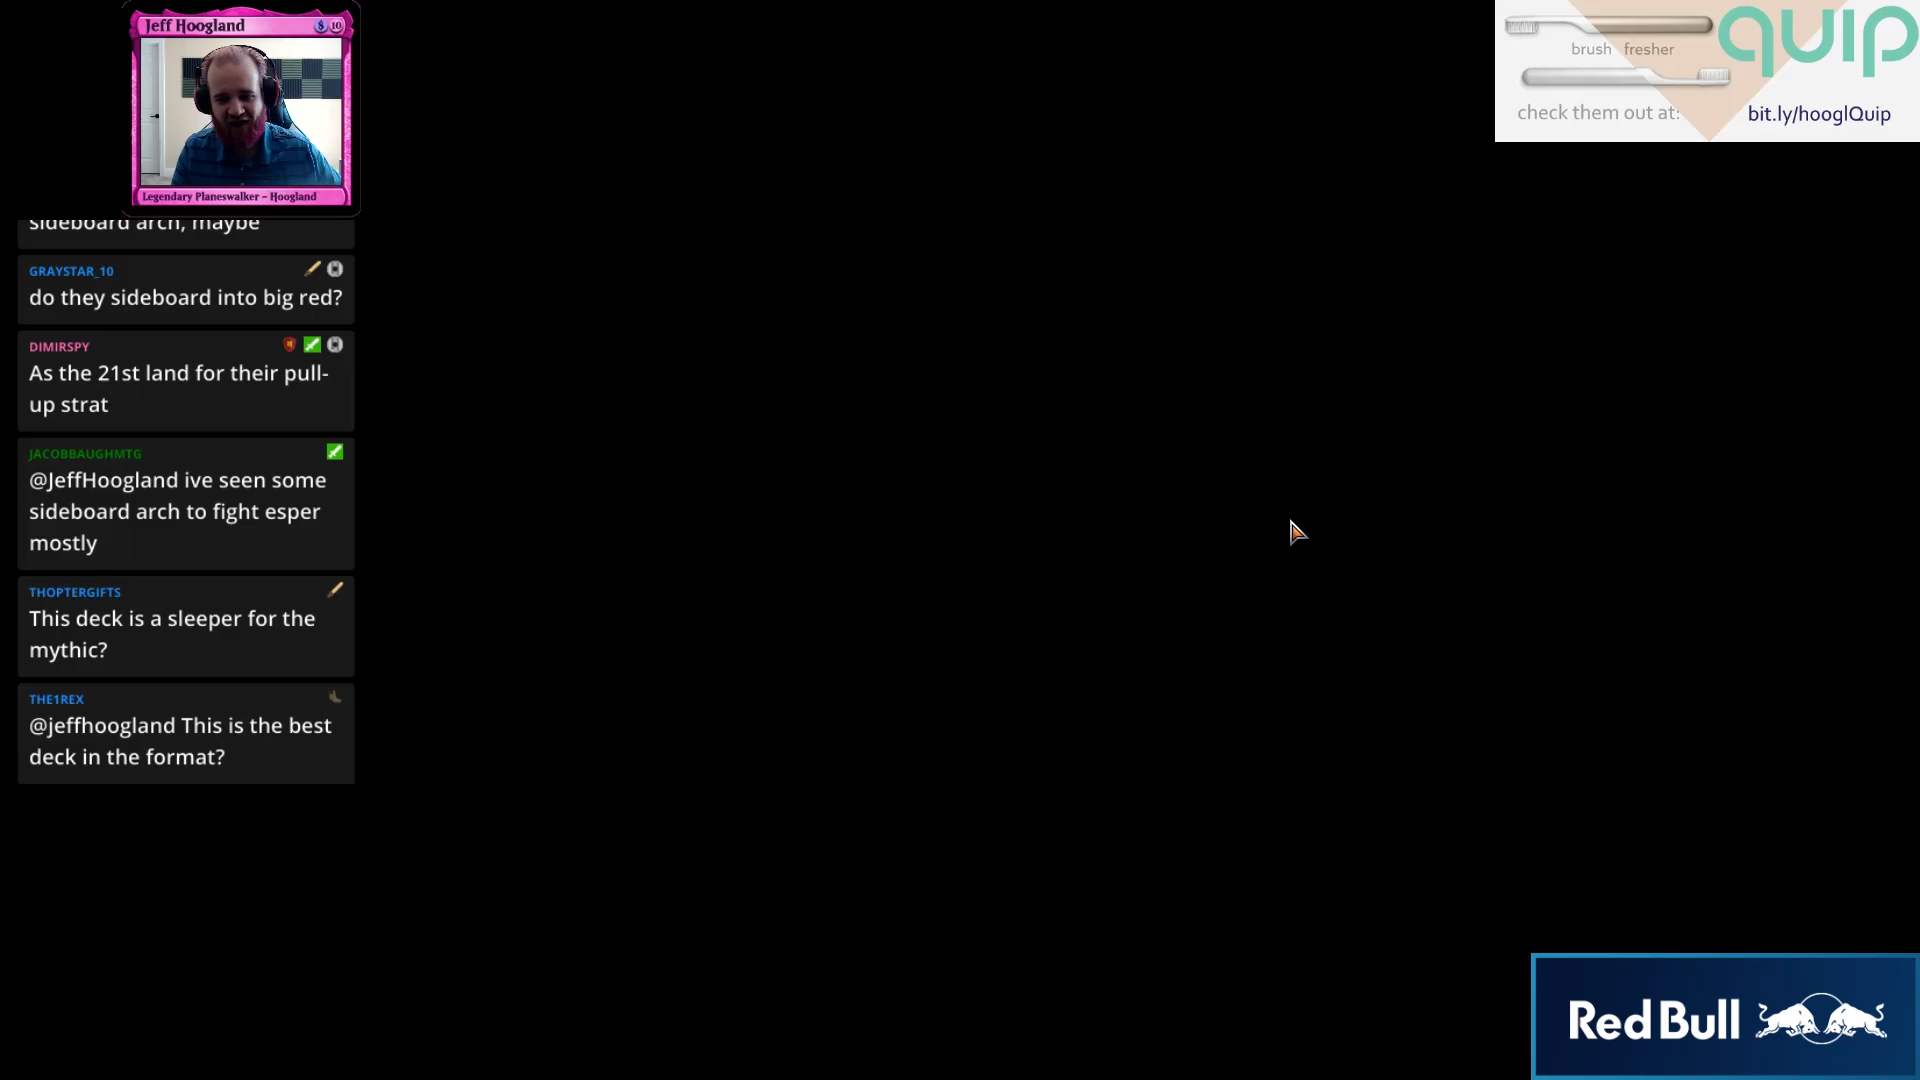 Jeff Hoogland
8 10
Legendary Planeswalker - Hoogland
sideboard arch, maybe
GRAYSTAR_10
do they sideboard into big red?
DIMIRSPY
As the 21st land for their pull-
up strat
JACOBBAUGHMTG
@JeffHoogland ive seen some
sideboard arch to fight esper
mostly
THOPTERGIFTS
This deck is a sleeper for the
mythic?
THE1REX
@jeffhoogland This is the best
deck in the format?
brush fresher
quip
check them out at:
bit.ly/hooglQuip
Red Bull